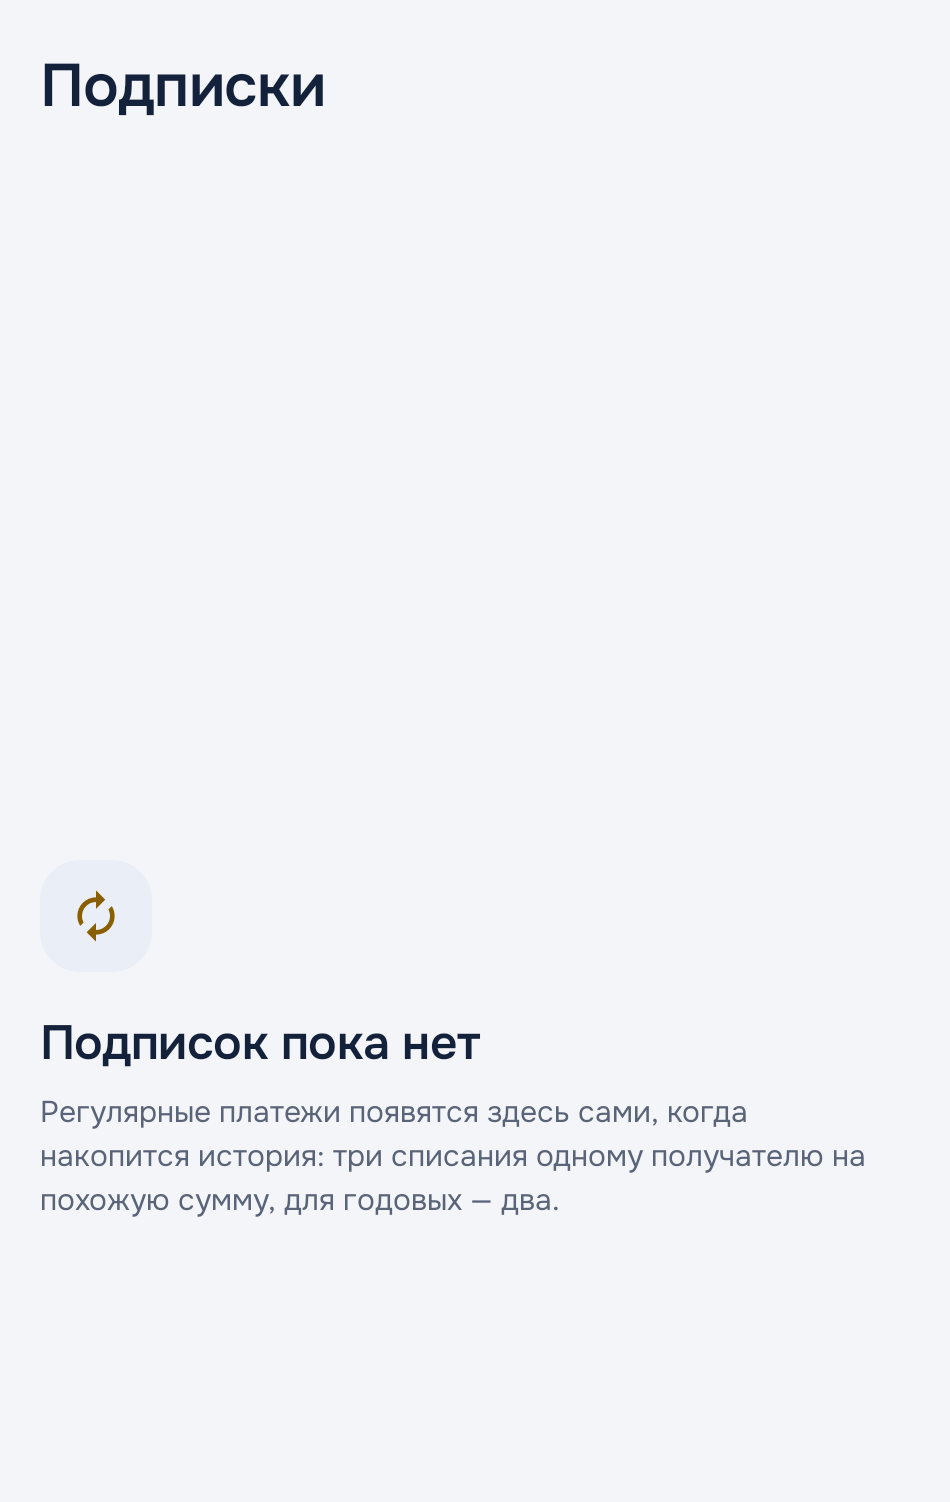 Подписки
Подписок пока нет
Регулярные платежи появятся здесь сами, когда
накопится история: три списания одному получателю на
похожую сумму, для годовых — два.